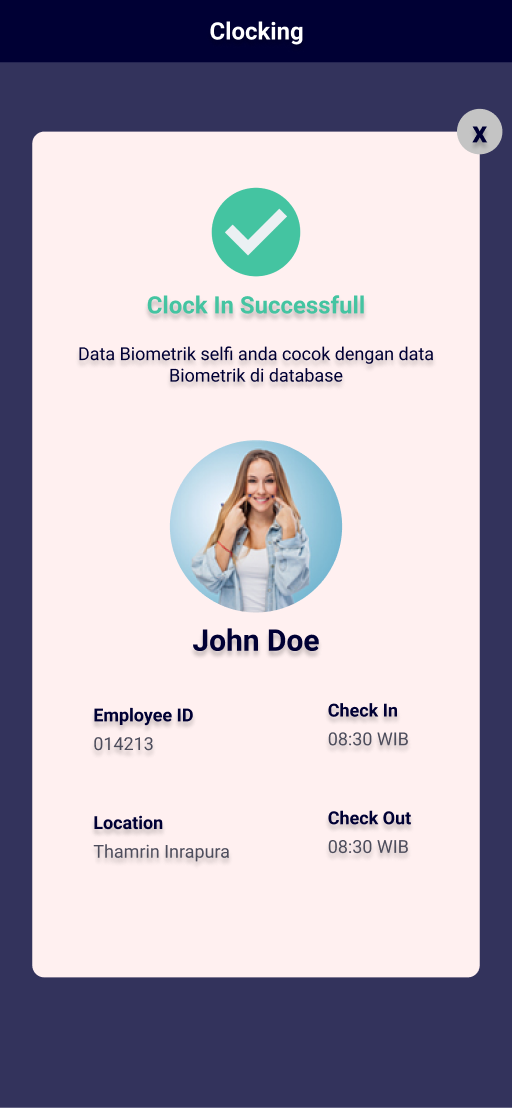 Clocking
x
Clock In Successfull
Data Biometrik selfi anda cocok dengan data
Biometrik di database
John Doe
Employee ID
014213
Check In
08:30 WIB
Location
Thamrin Inrapura
Check Out
08:30 WIB